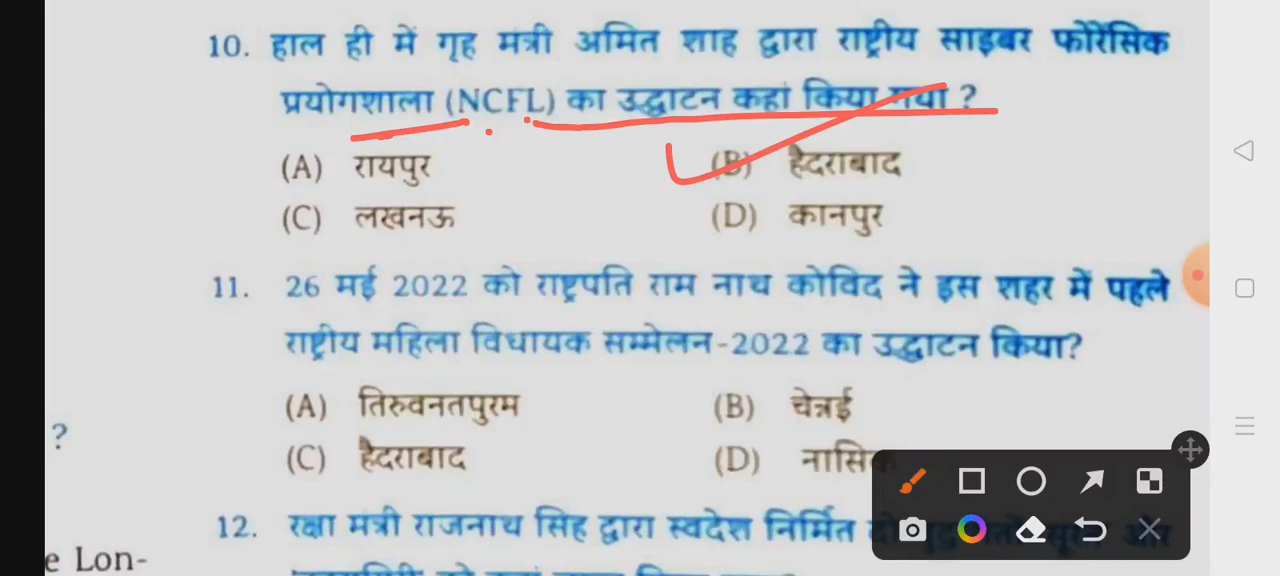 10. हाल ही में गृह मंत्री अमित शाह द्वारा राष्ट्रीय साइबर फोरेंसिक
प्रयोगशाला (NCFL) का उद्घाटन कहां किया गया ?
(A) रायपुर (B) हैदराबाद
(C) लखनऊ (D) कानपुर
11. 26 मई 2022 को राष्ट्रपति राम नाथ कोविंद ने इस शहर में पहले
राष्ट्रीय महिला विधायक सम्मेलन-2022 का उद्घाटन किया?
(A) तिरुवनतपुरम (B) चेन्नई
?
(C) हैदराबाद (D) नासिक
12. रक्षा मंत्री राजनाथ सिंह द्वारा स्वदेश निर्मित
e Lon-